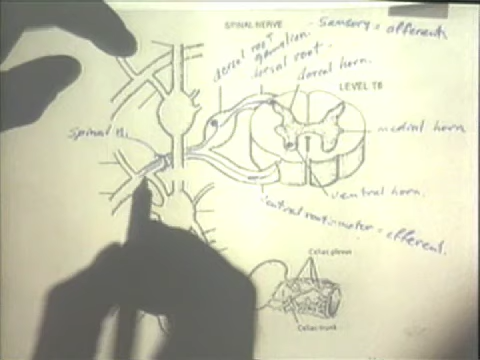 SPINAL NERVE
- Sensory = afferents
dorsal root
ganglion
dorsal root.
dorsal horn.
LEVEL T8
Spinal n.
medial horn
ventral horn.
ventral root = motor = efferent.
Celiac plexus
Celiac trunk